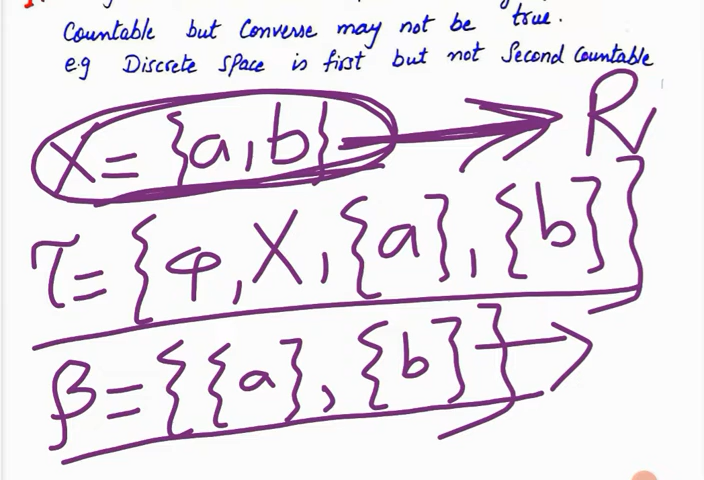 Countable but Converse may not be true.
e.g Discrete space is first but not Second Countable
X = {a, b} → R
τ = {φ, X, {a}, {b}}
β = {{a}, {b}} →